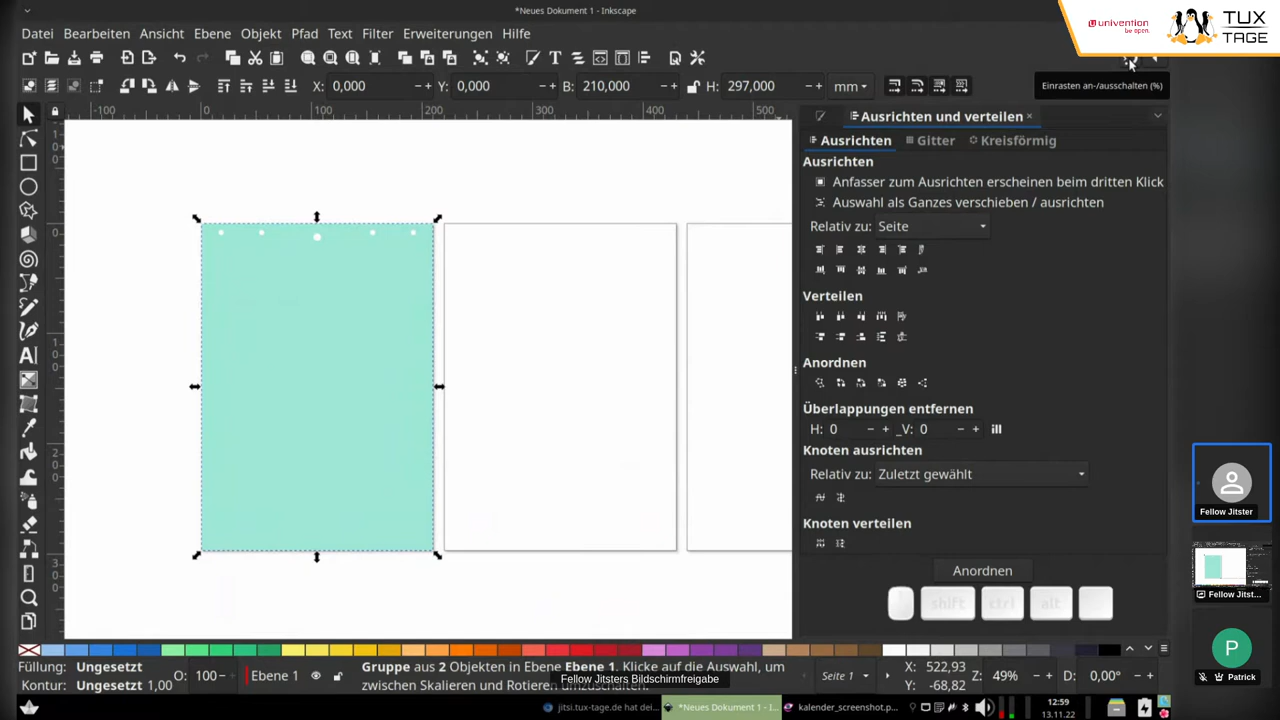 *Neues Dokument 1 - Inkscape
univention
be open.
TUX
TAGE
Datei Bearbeiten Ansicht Ebene Objekt Pfad Text Filter Erweiterungen Hilfe
X: 0,000 − + Y: 0,000 − + B: 210,000 − + H: 297,000 − + mm
Einrasten an-/ausschalten (%)
-100 0 100 200 300 400 500
Ausrichten und verteilen ×
Ausrichten Gitter Kreisförmig
Ausrichten
Anfasser zum Ausrichten erscheinen beim dritten Klick
Auswahl als Ganzes verschieben / ausrichten
Relativ zu: Seite
Verteilen
Anordnen
Überlappungen entfernen
H: 0 − + _V: 0 − +
Knoten ausrichten
Relativ zu: Zuletzt gewählt
Knoten verteilen
Anordnen
shift ctrl alt
Fellow Jitster
Fellow Jitst...
P
Patrick
Füllung: Ungesetzt
Kontur: Ungesetzt 1,00
O: 100 − +
Ebene 1
Gruppe aus 2 Objekten in Ebene Ebene 1. Klicke auf die Auswahl, um
zwischen Skalieren und Rotieren umzuschalten.
Fellow Jitsters Bildschirmfreigabe
Seite 1
X: 522,93
Y: -68,82
Z: 49% − +
D: 0,00° − +
jitsi.tux-tage.de hat dei...
*Neues Dokument 1 - I...
kalender_screenshot.p...
12:59
13.11.22